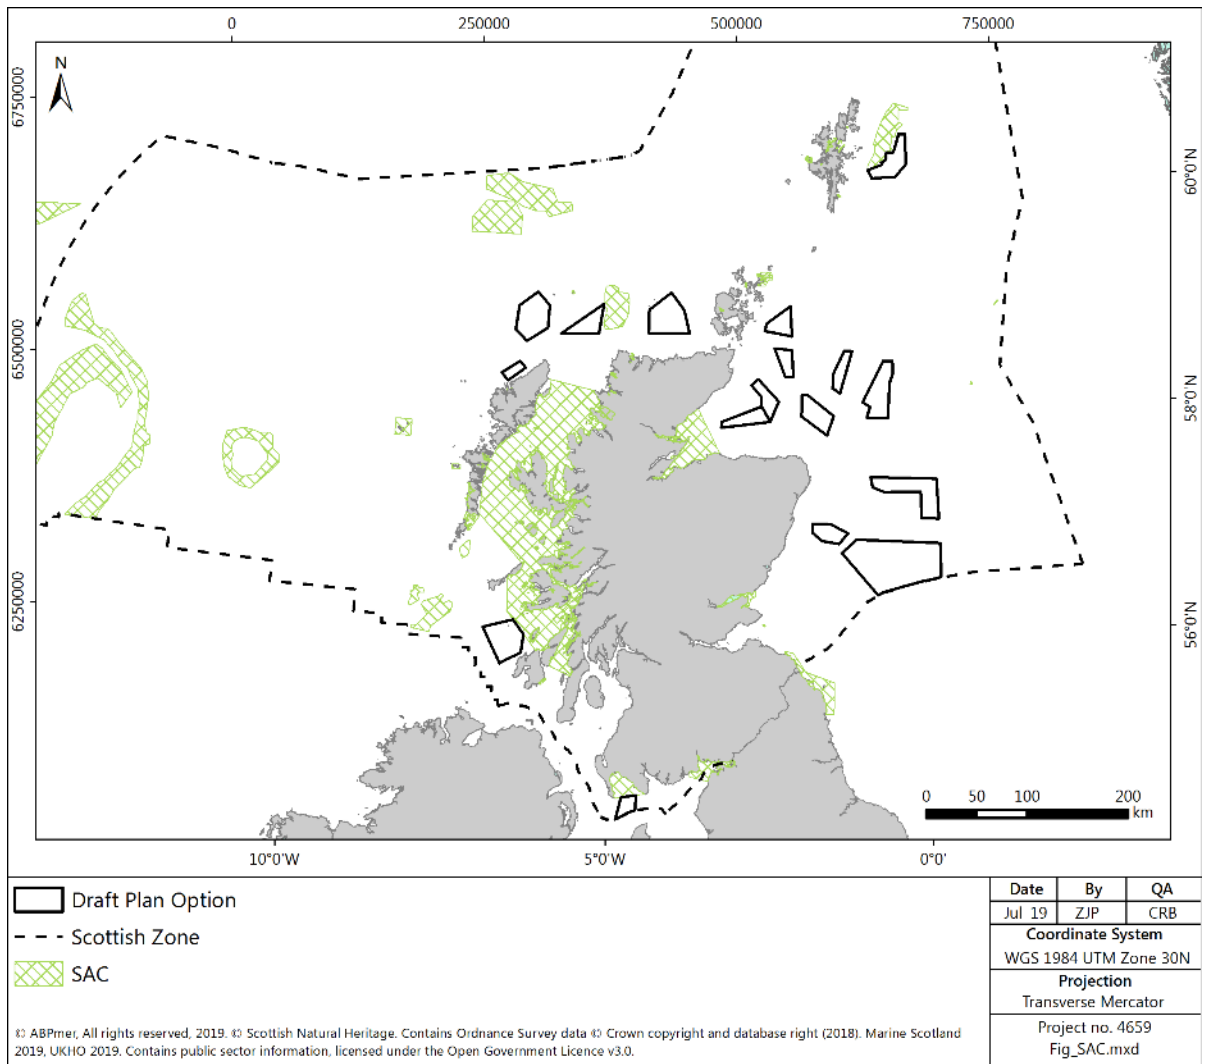 0 250000 500000 750000
N
6750000
6500000
6250000
60°0'N
58°0'N
56°0'N
0 50 100 200
km
10°0'W 5°0'W 0°0'
Draft Plan Option
Scottish Zone
SAC
Date By QA
Jul 19 ZJP CRB
Coordinate System
WGS 1984 UTM Zone 30N
Projection
Transverse Mercator
Project no. 4659
Fig_SAC.mxd
© ABPmer, All rights reserved, 2019. © Scottish Natural Heritage. Contains Ordnance Survey data © Crown copyright and database right (2018). Marine Scotland
2019, UKHO 2019. Contains public sector information, licensed under the Open Government Licence v3.0.